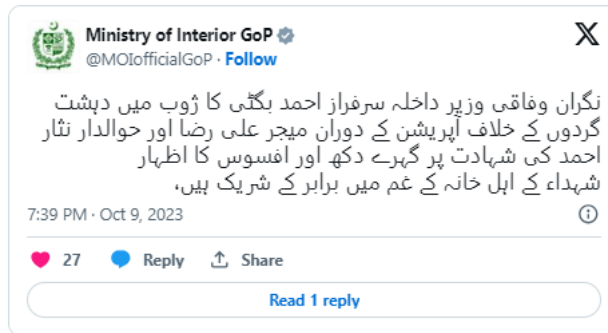 Ministry of Interior GoP
@MOIofficialGoP · Follow
نگران وفاقی وزیر داخلہ سرفراز احمد بگٹی کا ژوب میں دہشت
گردوں کے خلاف آپریشن کے دوران میجر علی رضا اور حوالدار نثار
احمد کی شہادت پر گہرے دکھ اور افسوس کا اظہار
شہداء کے اہل خانہ کے غم میں برابر کے شریک ہیں،
7:39 PM · Oct 9, 2023
27 Reply Share
Read 1 reply